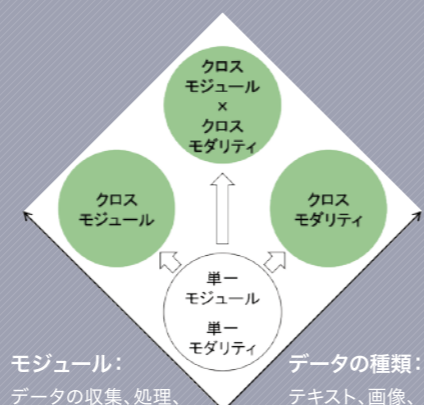 クロス
モジュール
×
クロス
モダリティ
クロス
モジュール
クロス
モダリティ
単一
モジュール
単一
モダリティ
モジュール：
データの収集、処理、
データの種類：
テキスト、画像、